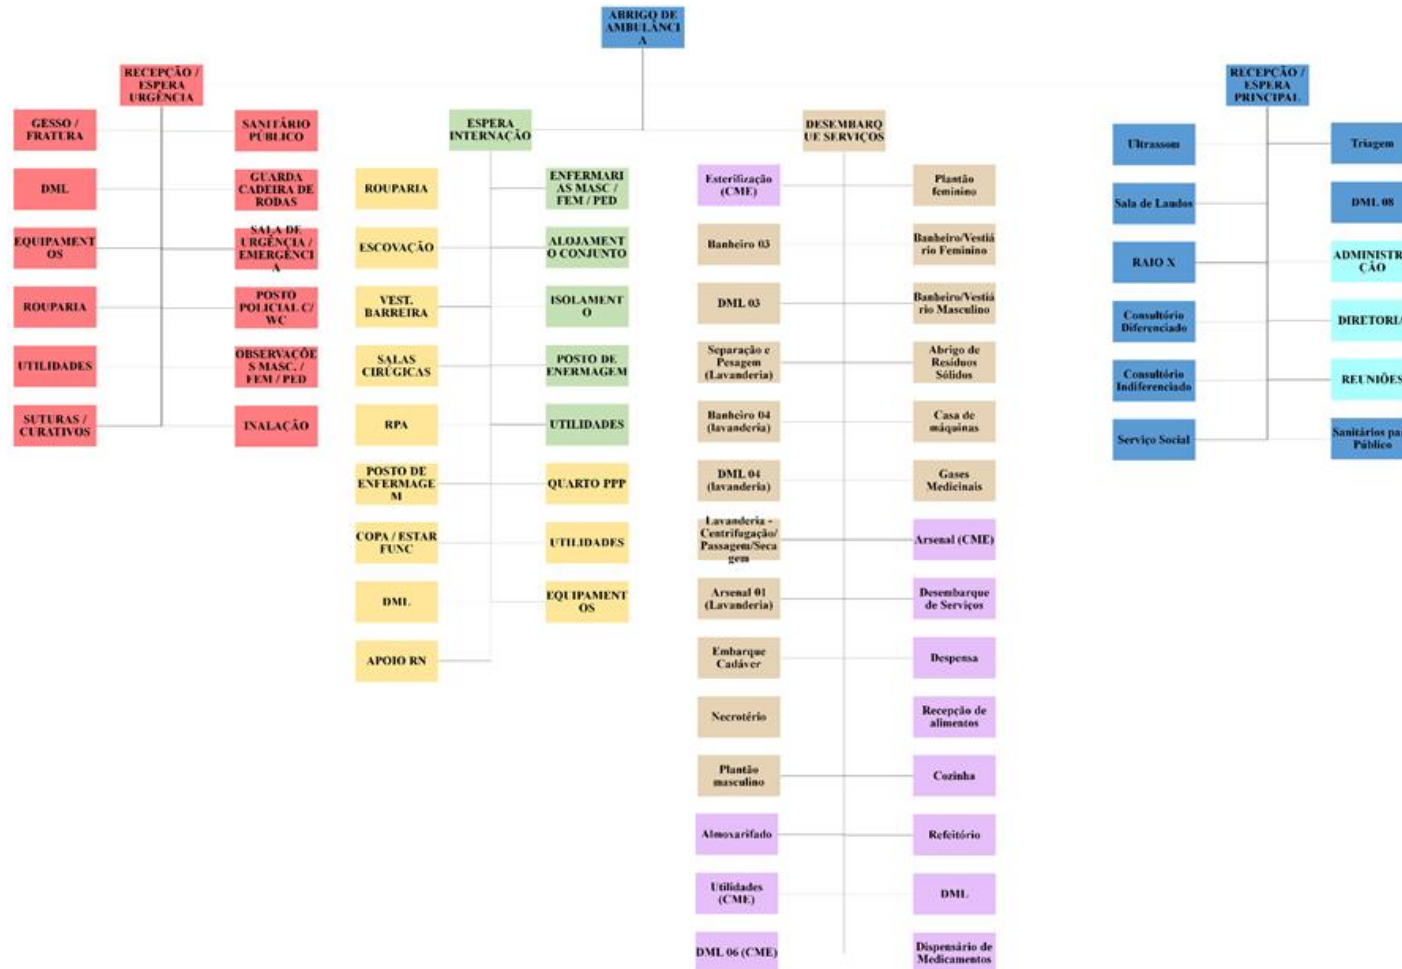 ABRIGO DE
AMBULÂNCI
A
RECEPÇÃO /
ESPERA
URGÊNCIA
GESSO /
FRATURA
SANITÁRIO
PÚBLICO
DML
GUARDA
CADEIRA DE
RODAS
EQUIPAMENT
OS
SALA DE
URGÊNCIA /
EMERGÊNCI
A
ROUPARIA
POSTO
POLICIAL C/
WC
UTILIDADES
OBSERVAÇÕE
S MASC. /
FEM / PED
SUTURAS /
CURATIVOS
INALAÇÃO
ESPERA
INTERNAÇÃO
ROUPARIA
ENFERMARI
AS MASC /
FEM / PED
ESCOVAÇÃO
ALOJAMENT
O CONJUNTO
VEST.
BARREIRA
ISOLAMENT
O
SALAS
CIRÚGICAS
POSTO DE
ENERMAGEM
RPA
UTILIDADES
POSTO DE
ENFERMAGE
M
QUARTO PPP
COPA / ESTAR
FUNC
UTILIDADES
DML
EQUIPAMENT
OS
APOIO RN
DESEMBARQ
UE SERVIÇOS
Esterilização
(CME)
Plantão
feminino
Banheiro 03
Banheiro/Vestiá
rio Feminino
DML 03
Banheiro/Vestiá
rio Masculino
Separação e
Pesagem
(Lavanderia)
Abrigo de
Resíduos
Sólidos
Banheiro 04
(lavanderia)
Casa de
máquinas
DML 04
(lavanderia)
Gases
Medicinais
Lavanderia -
Centrifugação/
Passagem/Seca
gem
Arsenal (CME)
Arsenal 01
(Lavanderia)
Desembarque
de Serviços
Embarque
Cadáver
Despensa
Necrotério
Recepção de
alimentos
Plantão
masculino
Cozinha
Almoxarifado
Refeitório
Utilidades
(CME)
DML
DML 06 (CME)
Dispensário de
Medicamentos
RECEPÇÃO /
ESPERA
PRINCIPAL
Ultrassom
Triagem
Sala de Laudos
DML 08
RAIO X
ADMINISTRA
ÇÃO
Consultório
Diferenciado
DIRETORIA
Consultório
Indiferenciado
REUNIÕES
Serviço Social
Sanitários par
Público